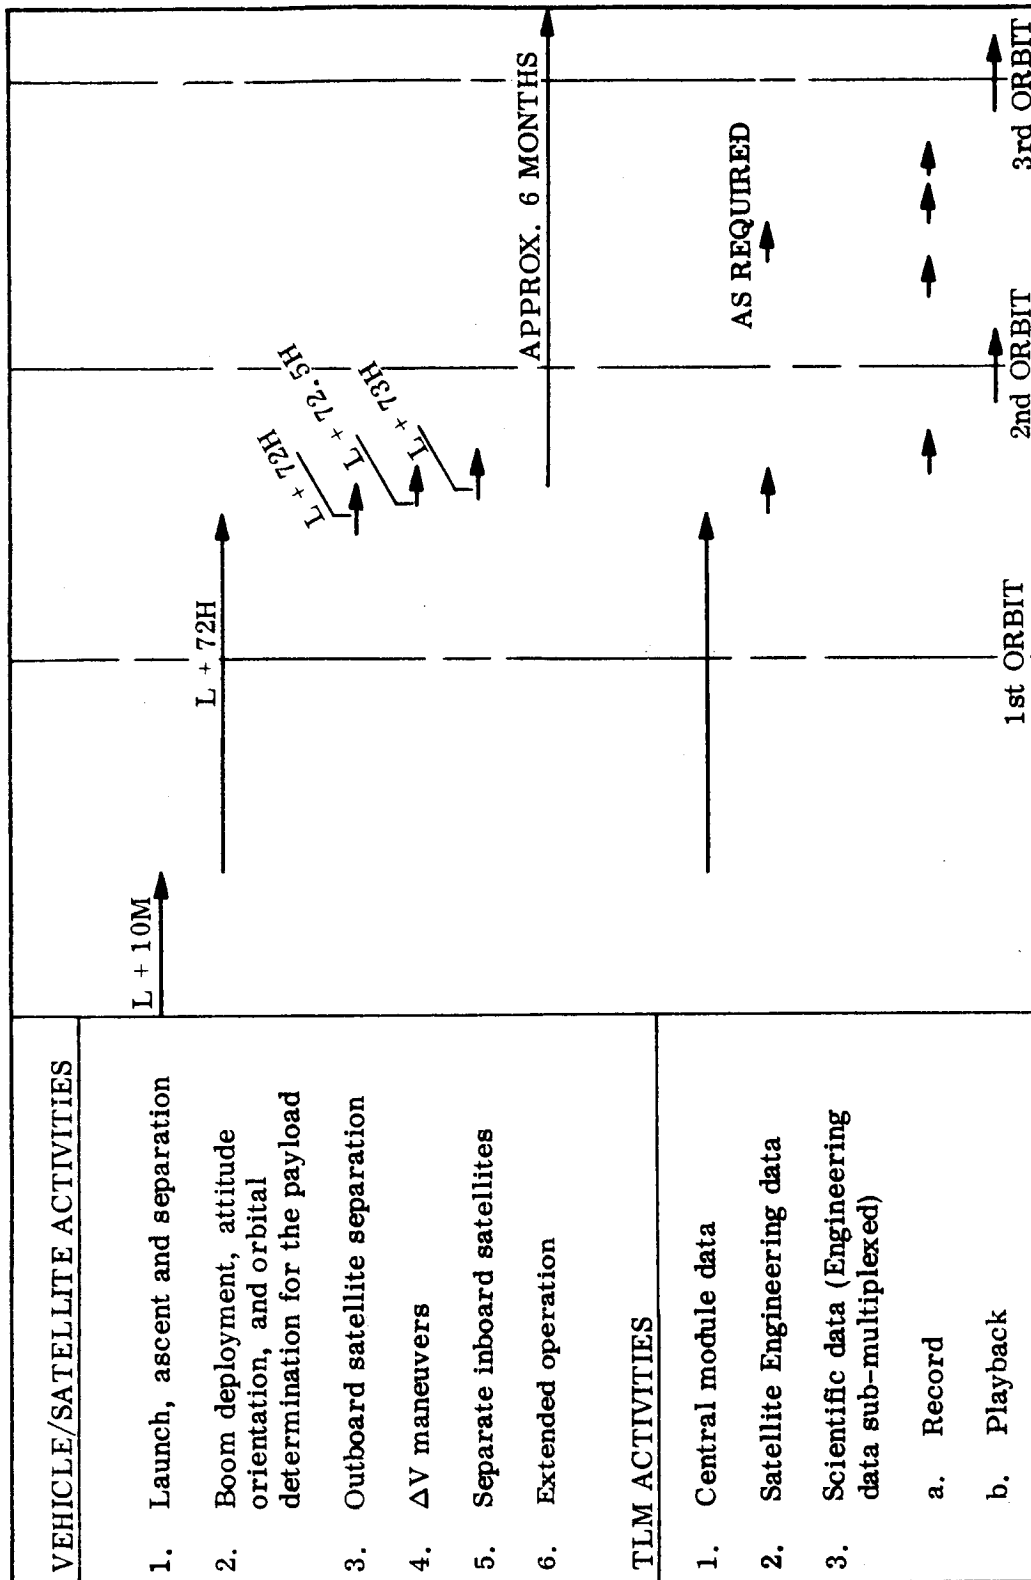 VEHICLE/SATELLITE ACTIVITIES
1. Launch, ascent and separation
L + 10M
2. Boom deployment, attitude
orientation, and orbital
determination for the payload
L + 72H
3. Outboard satellite separation
L + 72H
4. ΔV maneuvers
L + 72.5H
5. Separate inboard satellites
L + 73H
6. Extended operation
APPROX. 6 MONTHS
TLM ACTIVITIES
1. Central module data
2. Satellite Engineering data
AS REQUIRED
3. Scientific data (Engineering
data sub-multiplexed)
a. Record
b. Playback
1st ORBIT
2nd ORBIT
3rd ORBIT